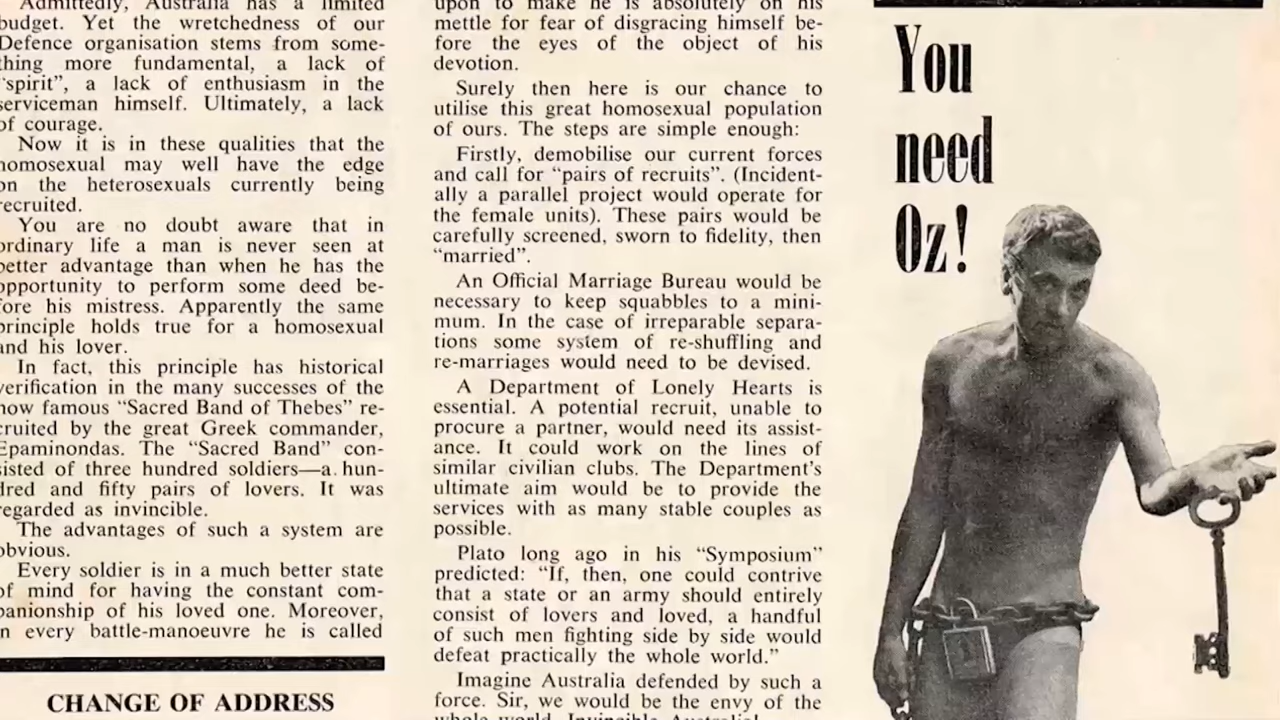 Admittedly, Australia has a limited
budget. Yet the wretchedness of our
Defence organisation stems from some-
thing more fundamental, a lack of
"spirit", a lack of enthusiasm in the
serviceman himself. Ultimately, a lack
of courage.
Now it is in these qualities that the
homosexual may well have the edge
on the heterosexuals currently being
recruited.
You are no doubt aware that in
ordinary life a man is never seen at
better advantage than when he has the
opportunity to perform some deed be-
fore his mistress. Apparently the same
principle holds true for a homosexual
and his lover.
In fact, this principle has historical
verification in the many successes of the
now famous "Sacred Band of Thebes" re-
cruited by the great Greek commander,
Epaminondas. The "Sacred Band" con-
sisted of three hundred soldiers—a hun-
dred and fifty pairs of lovers. It was
regarded as invincible.
The advantages of such a system are
obvious.
Every soldier is in a much better state
of mind for having the constant com-
panionship of his loved one. Moreover,
in every battle-manoeuvre he is called
CHANGE OF ADDRESS
upon to make he is absolutely on his
mettle for fear of disgracing himself be-
fore the eyes of the object of his
devotion.
Surely then here is our chance to
utilise this great homosexual population
of ours. The steps are simple enough:
Firstly, demobilise our current forces
and call for "pairs of recruits". (Incident-
ally a parallel project would operate for
the female units). These pairs would be
carefully screened, sworn to fidelity, then
"married".
An Official Marriage Bureau would be
necessary to keep squabbles to a mini-
mum. In the case of irreparable separa-
tions some system of re-shuffling and
re-marriages would need to be devised.
A Department of Lonely Hearts is
essential. A potential recruit, unable to
procure a partner, would need its assist-
ance. It could work on the lines of
similar civilian clubs. The Department's
ultimate aim would be to provide the
services with as many stable couples as
possible.
Plato long ago in his "Symposium"
predicted: "If, then, one could contrive
that a state or an army should entirely
consist of lovers and loved, a handful
of such men fighting side by side would
defeat practically the whole world."
Imagine Australia defended by such a
force. Sir, we would be the envy of the
whole world. Invincible Australia!
You
need
Oz!